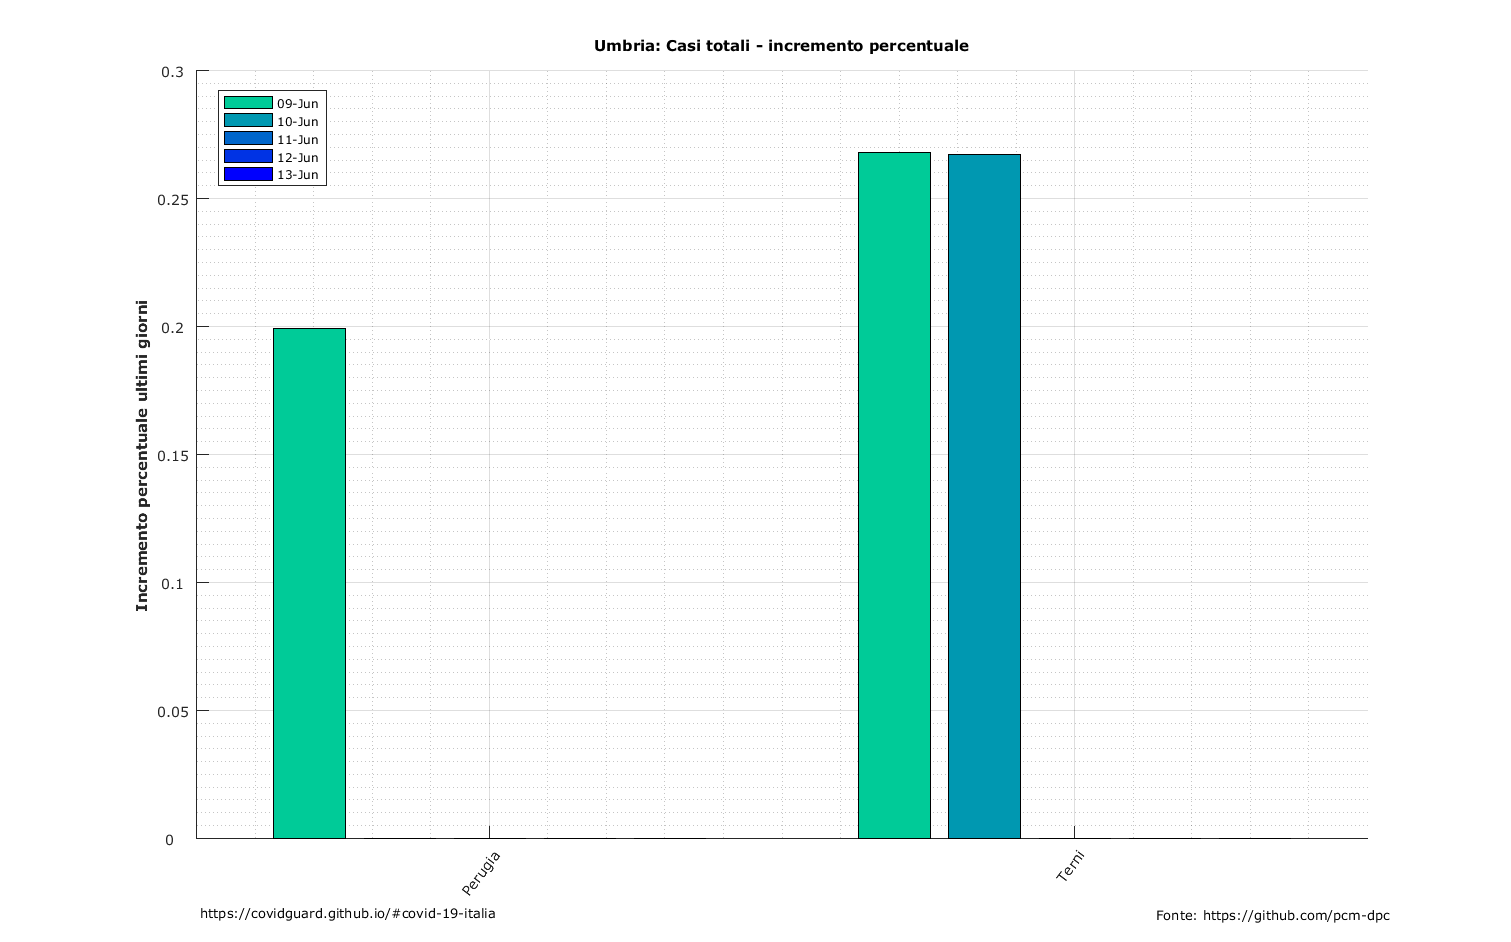 Umbria: Casi totali - incremento percentuale
0.3
0.25
0.2
0.15
0.1
0.05
0
Incremento percentuale ultimi giorni
09-Jun
10-Jun
11-Jun
12-Jun
13-Jun
Perugia
Terni
https://covidguard.github.io/#covid-19-italia
Fonte: https://github.com/pcm-dpc